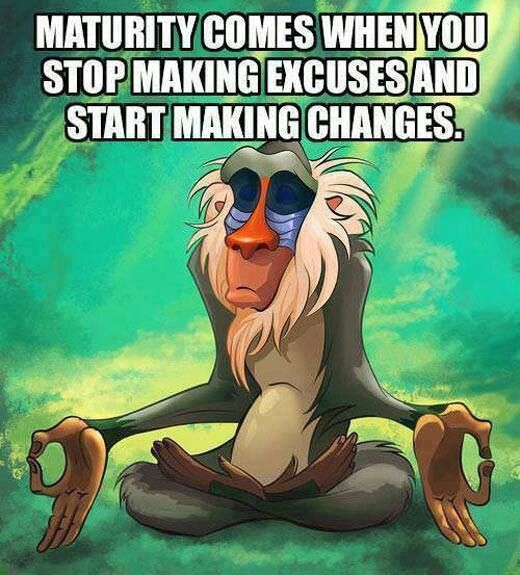 MATURITY COMES WHEN YOU
STOP MAKING EXCUSES AND
START MAKING CHANGES.